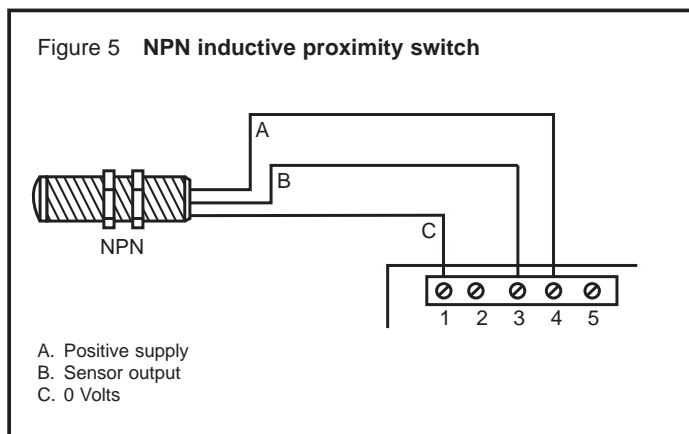 Figure 5 NPN inductive proximity switch
A
B
C
NPN
1 2 3 4 5
A. Positive supply
B. Sensor output
C. 0 Volts